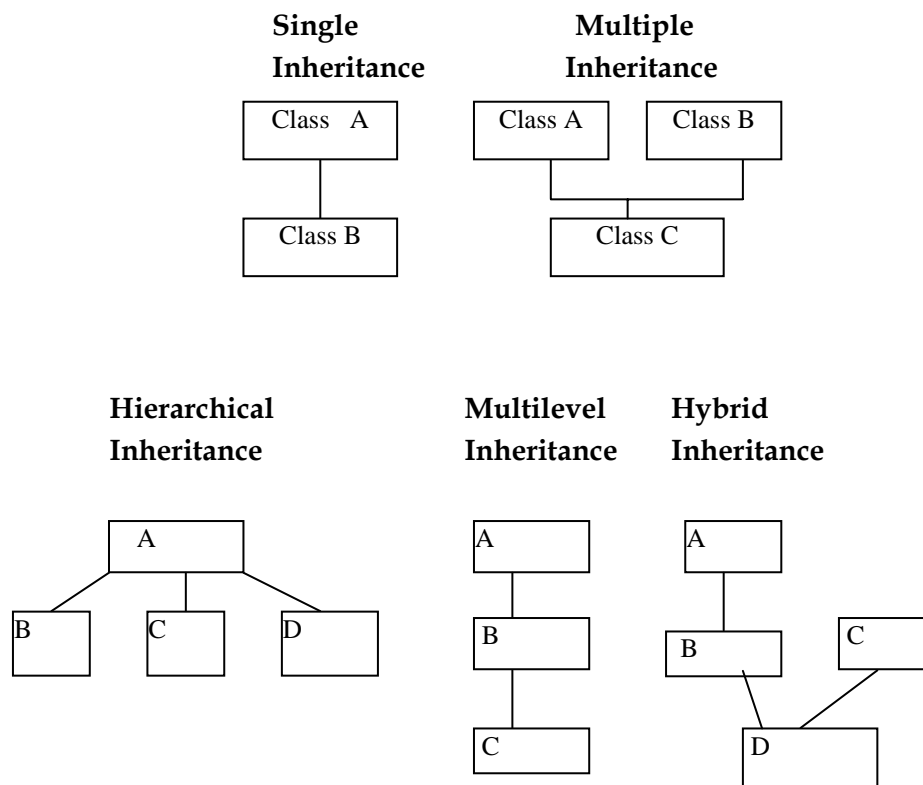 Single
Inheritance
Multiple
Inheritance
Class A
Class B
Class A
Class B
Class C
Hierarchical
Inheritance
Multilevel
Inheritance
Hybrid
Inheritance
A
B
C
D
A
B
C
A
B
C
D